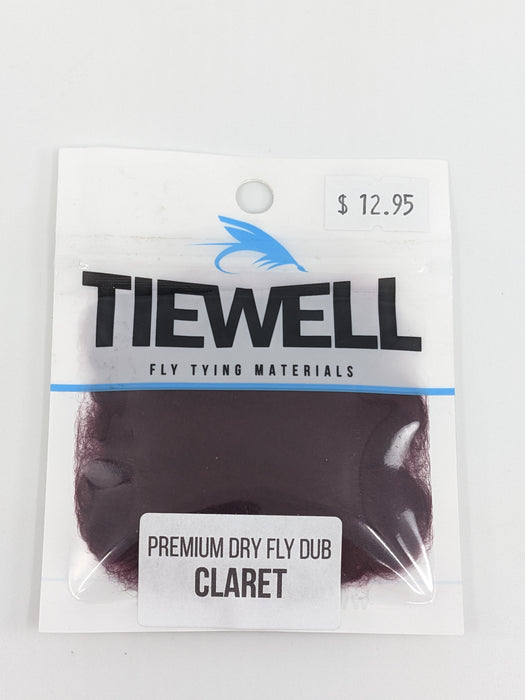 $ 12.95
TIEWELL
FLY TYING MATERIALS
PREMIUM DRY FLY DUB
CLARET